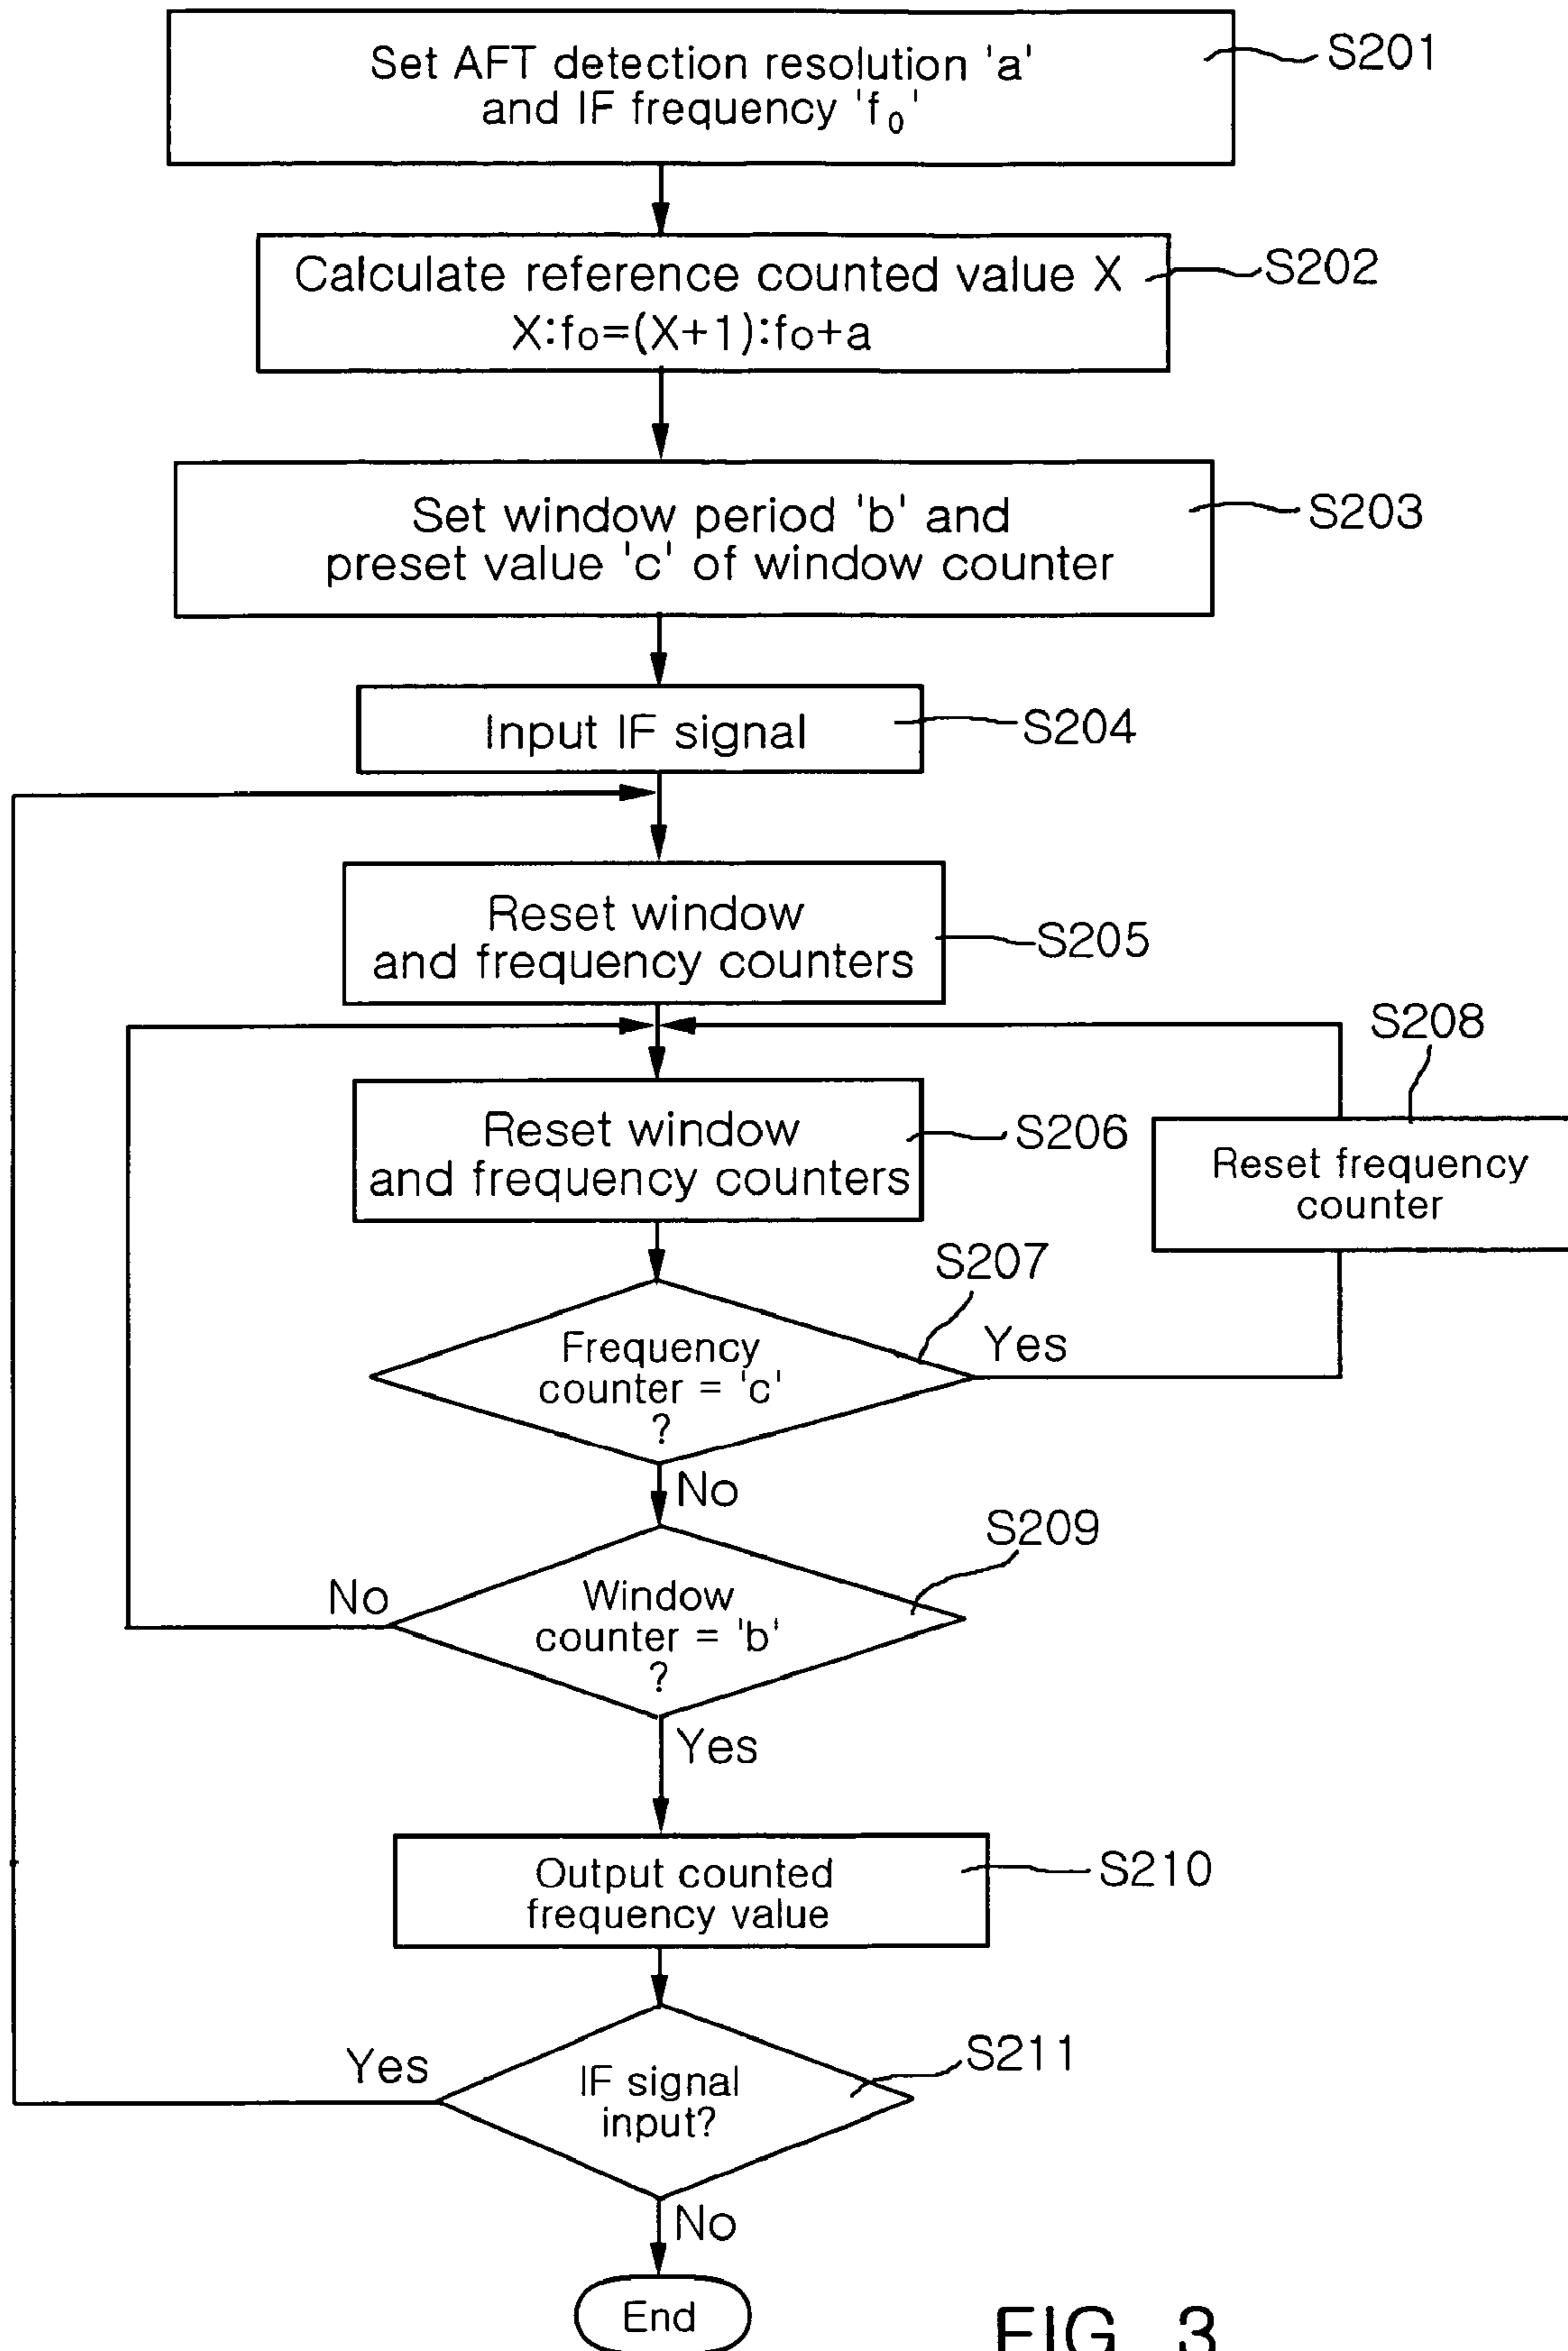 Set AFT detection resolution 'a'
and IF frequency 'f₀'
S201
Calculate reference counted value X
X:fo=(X+1):fo+a
S202
Set window period 'b' and
preset value 'c' of window counter
S203
Input IF signal
S204
Reset window
and frequency counters
S205
S208
Reset window
and frequency counters
S206
Reset frequency
counter
S207
Frequency
counter = 'c'
?
Yes
No
S209
Window
counter = 'b'
?
No
Yes
Output counted
frequency value
S210
Yes
IF signal
input?
S211
No
End
FIG. 3